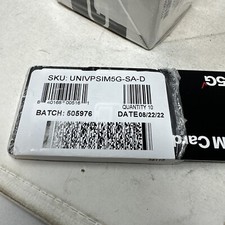 SKU: UNIVPSIM5G-SA-D
QUANTITY 10
BATCH: 505976
DATE08/22/22
5G
M Card